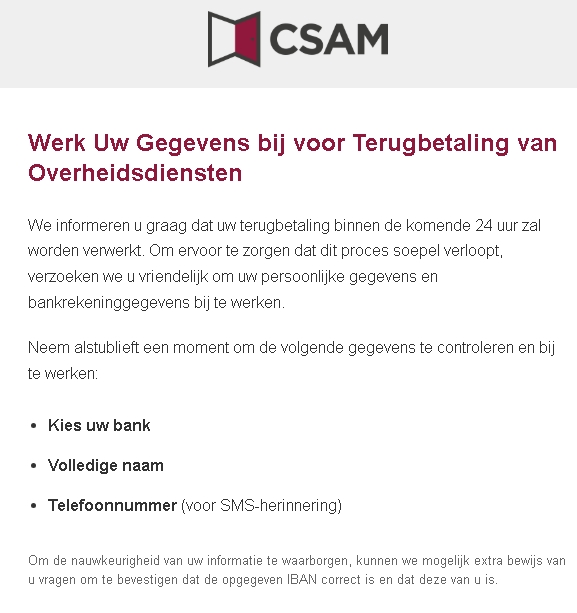 CSAM
Werk Uw Gegevens bij voor Terugbetaling van
Overheidsdiensten
We informeren u graag dat uw terugbetaling binnen de komende 24 uur zal
worden verwerkt. Om ervoor te zorgen dat dit proces soepel verloopt,
verzoeken we u vriendelijk om uw persoonlijke gegevens en
bankrekeninggegevens bij te werken.
Neem alstublieft een moment om de volgende gegevens te controleren en bij
te werken:
• Kies uw bank
• Volledige naam
• Telefoonnummer (voor SMS-herinnering)
Om de nauwkeurigheid van uw informatie te waarborgen, kunnen we mogelijk extra bewijs van
u vragen om te bevestigen dat de opgegeven IBAN correct is en dat deze van u is.